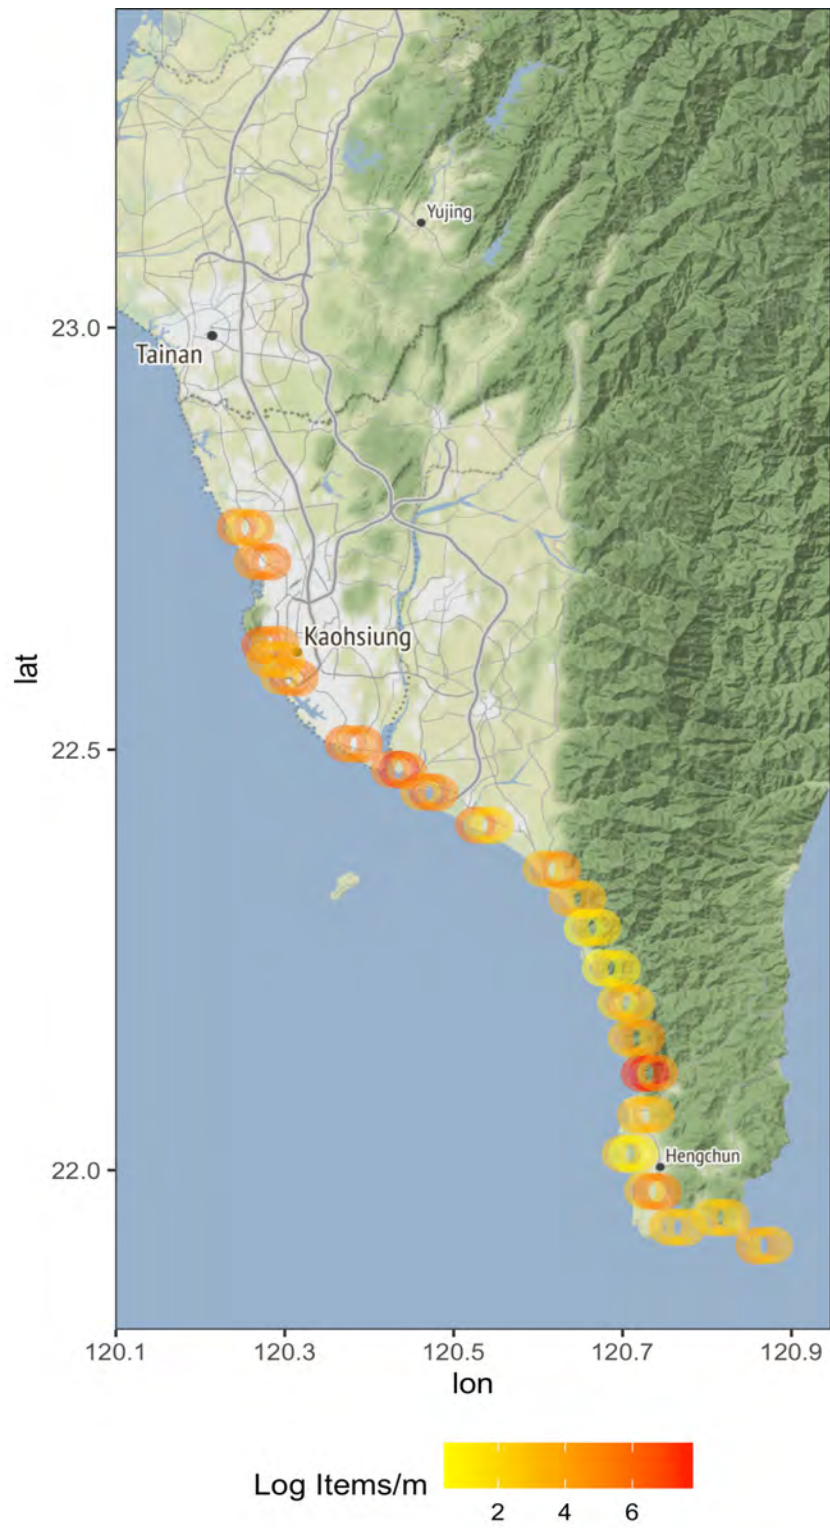 Yujing
23.0
Tainan
Kaohsiung
lat
22.5
Hengchun
22.0
120.1 120.3 120.5 120.7 120.9
lon
Log Items/m
2 4 6